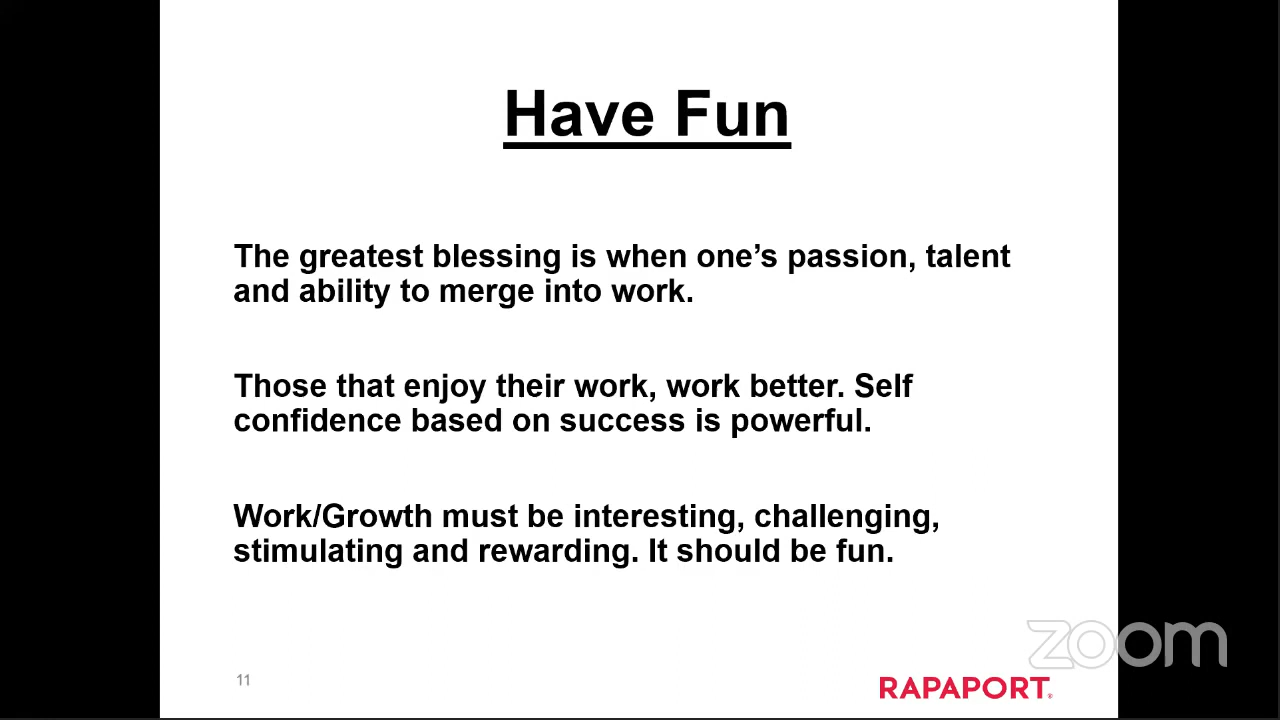 Have Fun
The greatest blessing is when one’s passion, talent
and ability to merge into work.
Those that enjoy their work, work better. Self
confidence based on success is powerful.
Work/Growth must be interesting, challenging,
stimulating and rewarding. It should be fun.
zoom
11
RAPAPORT®